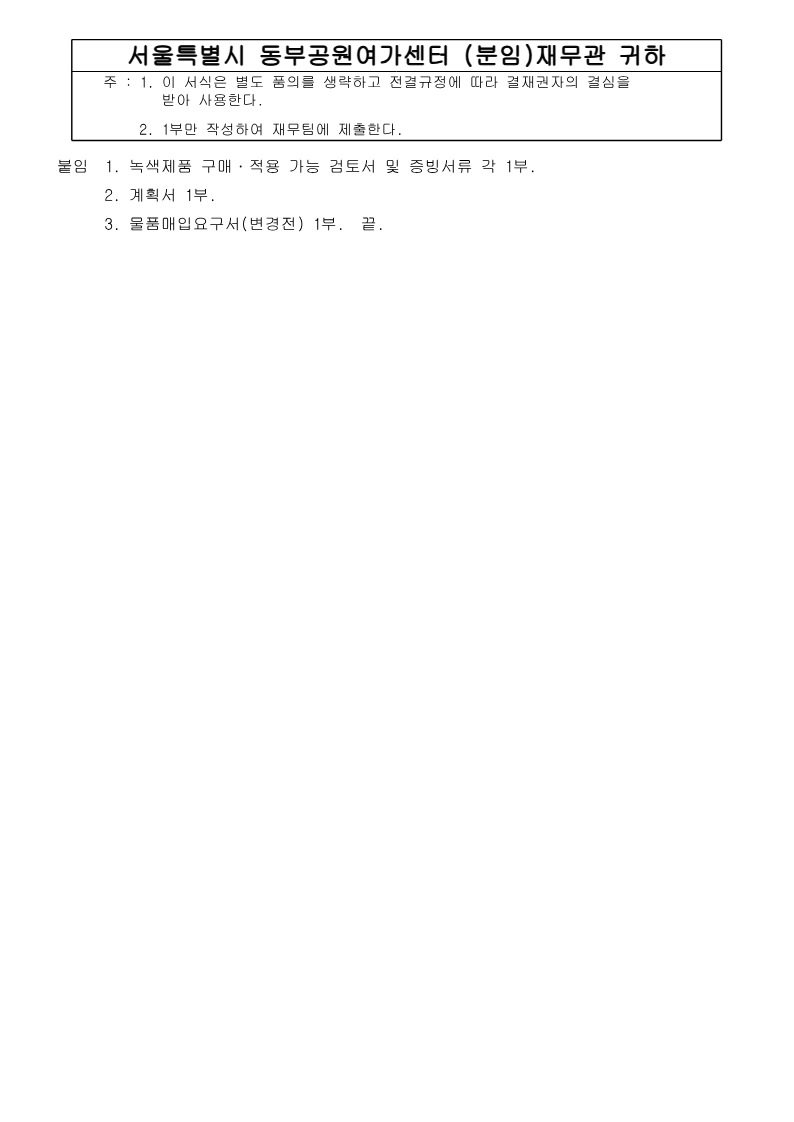 서울특별시 동부공원여가센터 (분임)재무관 귀하
주 : 1. 이 서식은 별도 품의를 생략하고 전결규정에 따라 결재권자의 결심을
받아 사용한다.
2. 1부만 작성하여 재무팀에 제출한다.
붙임 1. 녹색제품 구매·적용 가능 검토서 및 증빙서류 각 1부.
2. 계획서 1부.
3. 물품매입요구서(변경전) 1부. 끝.